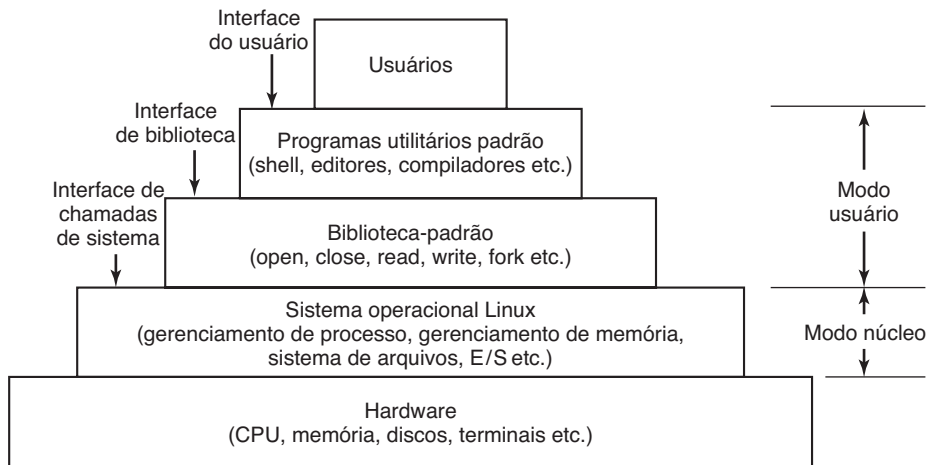 Interface
do usuário
Usuários
Interface
de biblioteca
Programas utilitários padrão
(shell, editores, compiladores etc.)
Interface de
chamadas
de sistema
Biblioteca-padrão
(open, close, read, write, fork etc.)
Modo
usuário
Sistema operacional Linux
(gerenciamento de processo, gerenciamento de memória,
sistema de arquivos, E/S etc.)
Modo núcleo
Hardware
(CPU, memória, discos, terminais etc.)